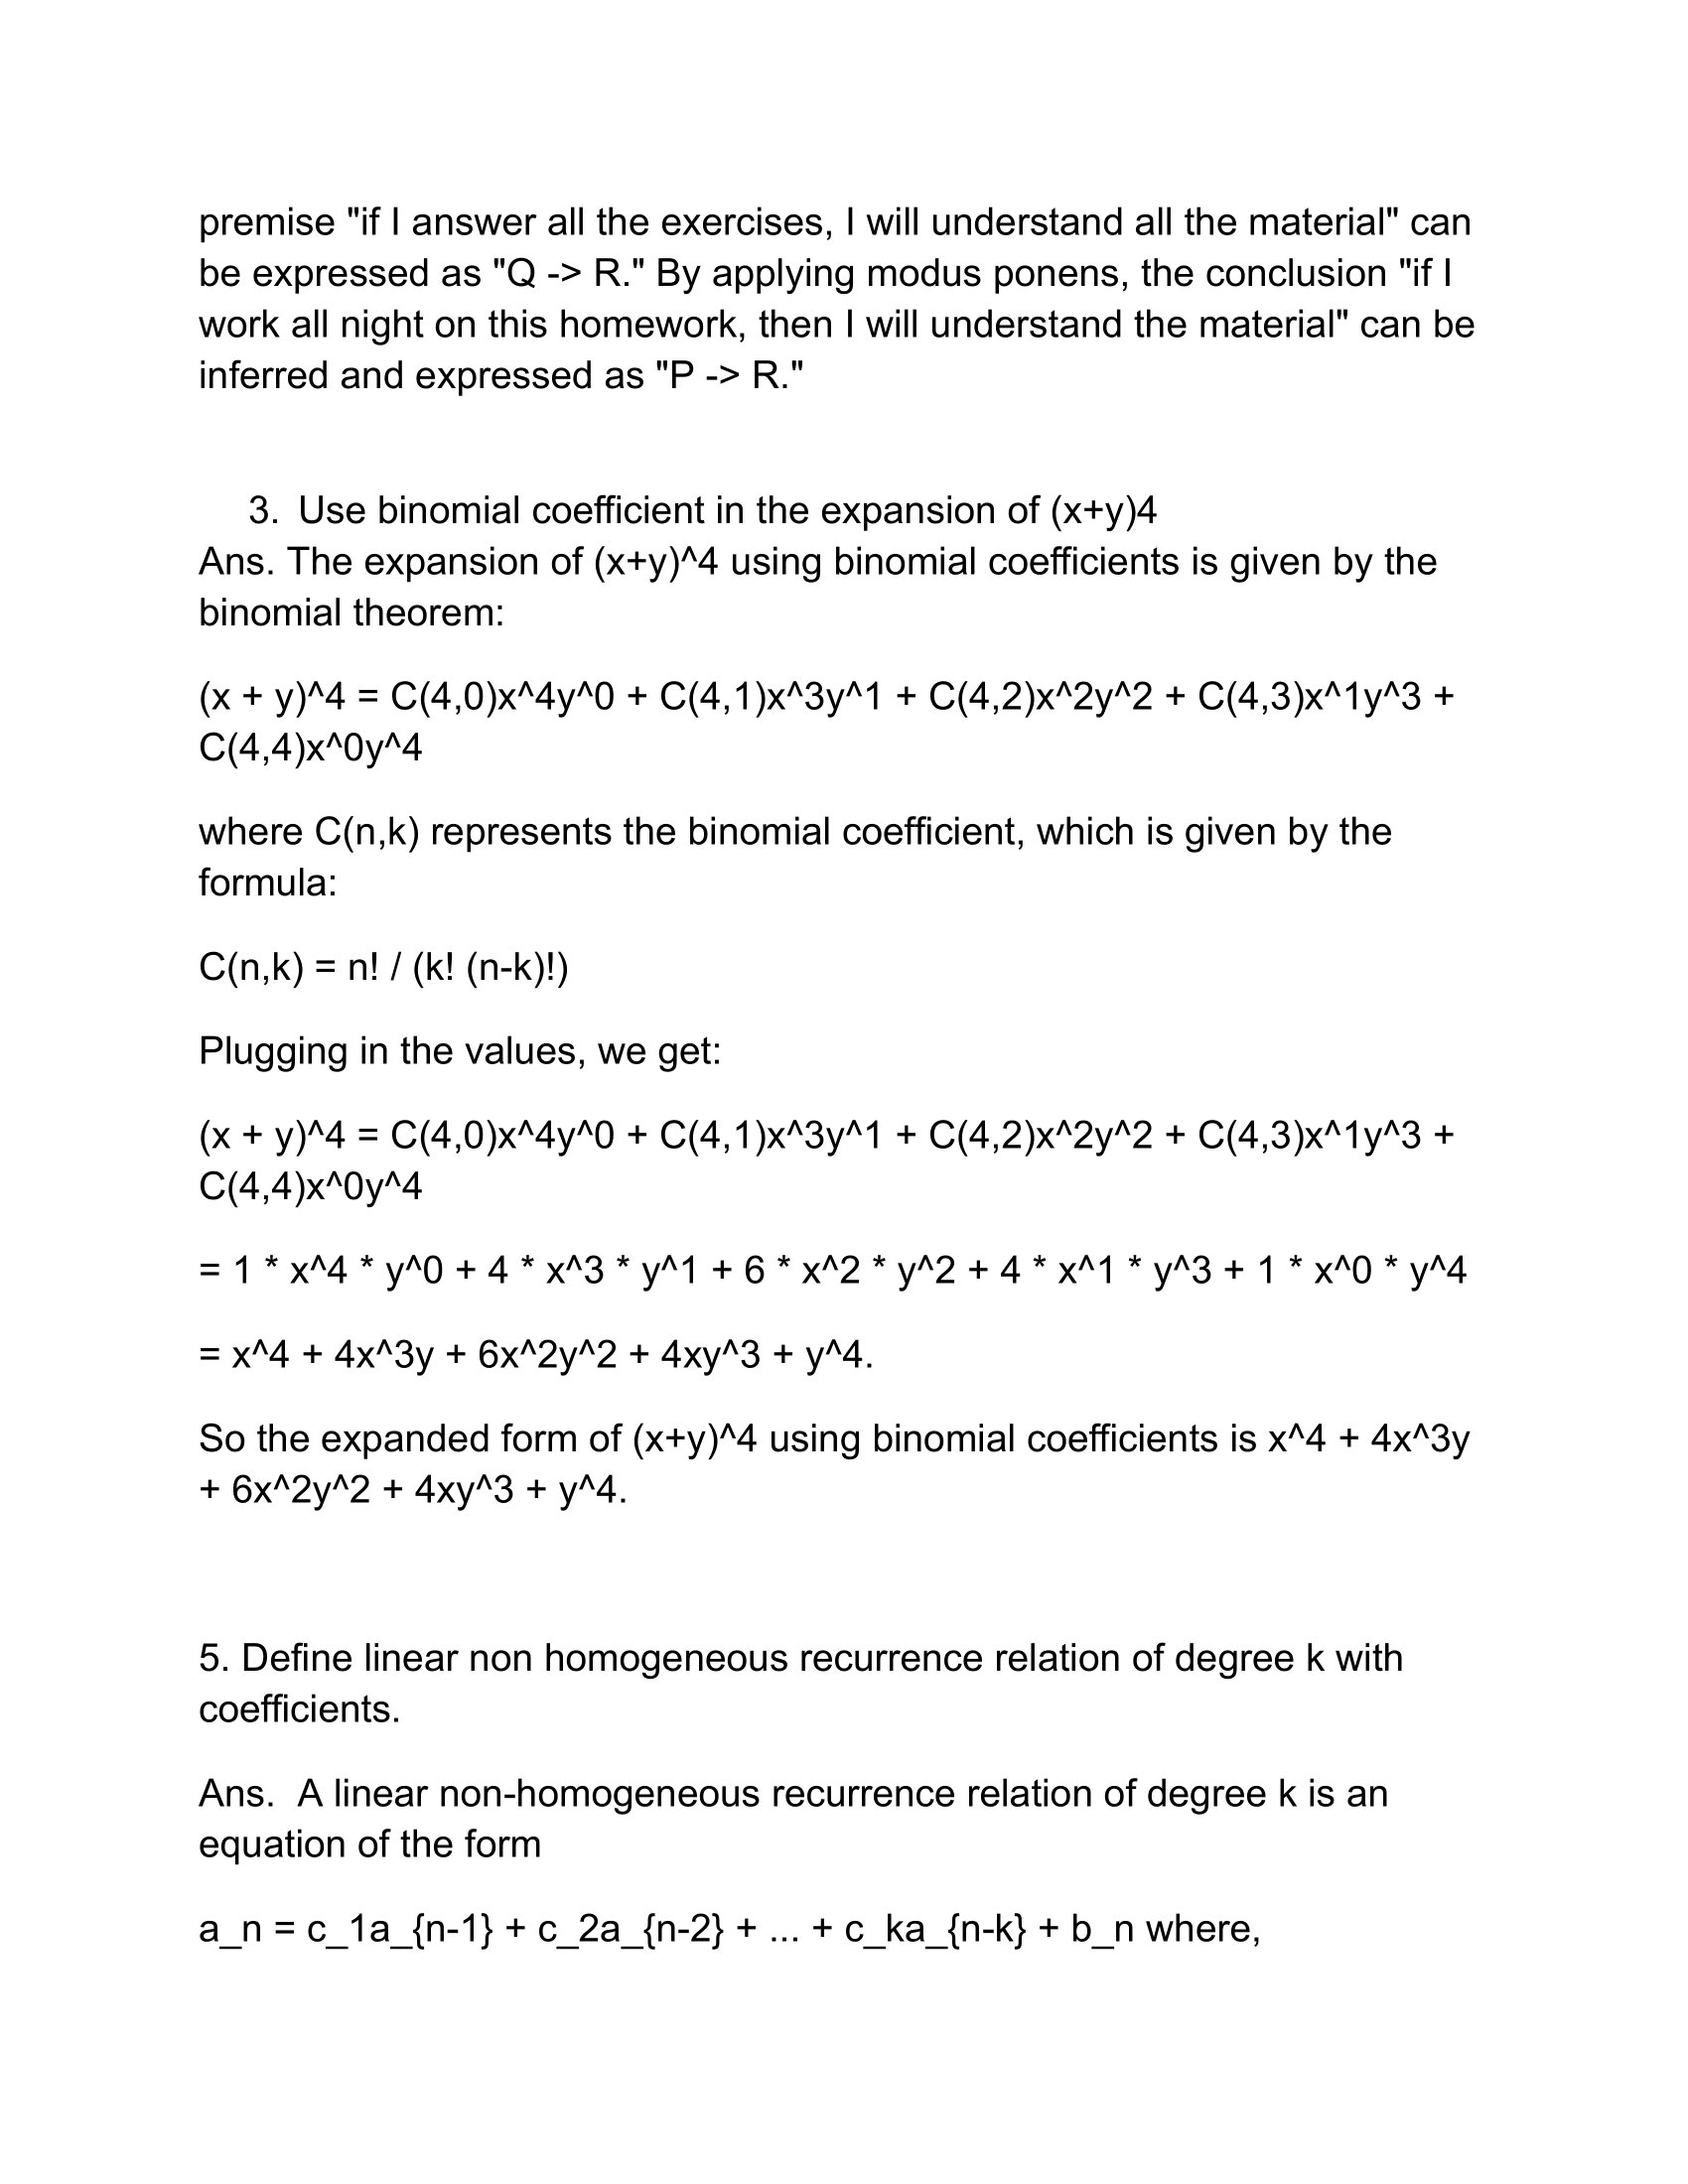 premise "if I answer all the exercises, I will understand all the material" can
be expressed as "Q -> R." By applying modus ponens, the conclusion "if I
work all night on this homework, then I will understand the material" can be
inferred and expressed as "P -> R."
3. Use binomial coefficient in the expansion of (x+y)4
Ans. The expansion of (x+y)^4 using binomial coefficients is given by the
binomial theorem:
(x + y)^4 = C(4,0)x^4y^0 + C(4,1)x^3y^1 + C(4,2)x^2y^2 + C(4,3)x^1y^3 +
C(4,4)x^0y^4
where C(n,k) represents the binomial coefficient, which is given by the
formula:
C(n,k) = n! / (k! (n-k)!)
Plugging in the values, we get:
(x + y)^4 = C(4,0)x^4y^0 + C(4,1)x^3y^1 + C(4,2)x^2y^2 + C(4,3)x^1y^3 +
C(4,4)x^0y^4
= 1 * x^4 * y^0 + 4 * x^3 * y^1 + 6 * x^2 * y^2 + 4 * x^1 * y^3 + 1 * x^0 * y^4
= x^4 + 4x^3y + 6x^2y^2 + 4xy^3 + y^4.
So the expanded form of (x+y)^4 using binomial coefficients is x^4 + 4x^3y
+ 6x^2y^2 + 4xy^3 + y^4.
5. Define linear non homogeneous recurrence relation of degree k with
coefficients.
Ans.  A linear non-homogeneous recurrence relation of degree k is an
equation of the form
a_n = c_1a_{n-1} + c_2a_{n-2} + ... + c_ka_{n-k} + b_n where,